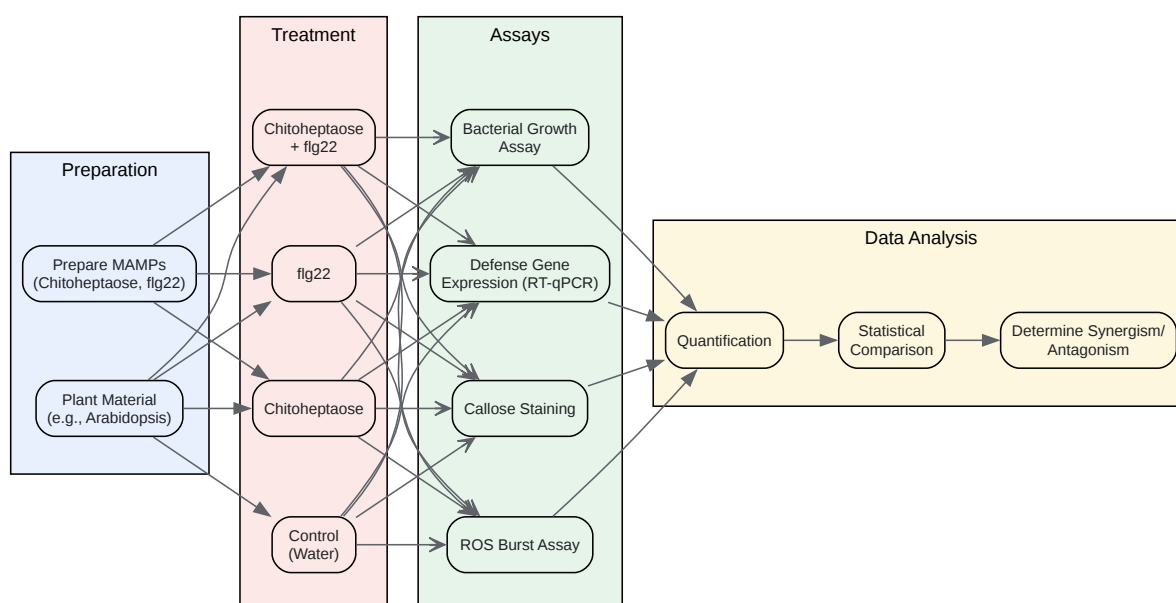 Preparation
Prepare MAMPs
(Chitoheptaose, flg22)
Plant Material
(e.g., Arabidopsis)
Treatment
Chitoheptaose
+ flg22
flg22
Chitoheptaose
Control
(Water)
Assays
Bacterial Growth
Assay
Defense Gene
Expression (RT-qPCR)
Callose Staining
ROS Burst Assay
Data Analysis
Quantification
Statistical
Comparison
Determine Synergism/
Antagonism